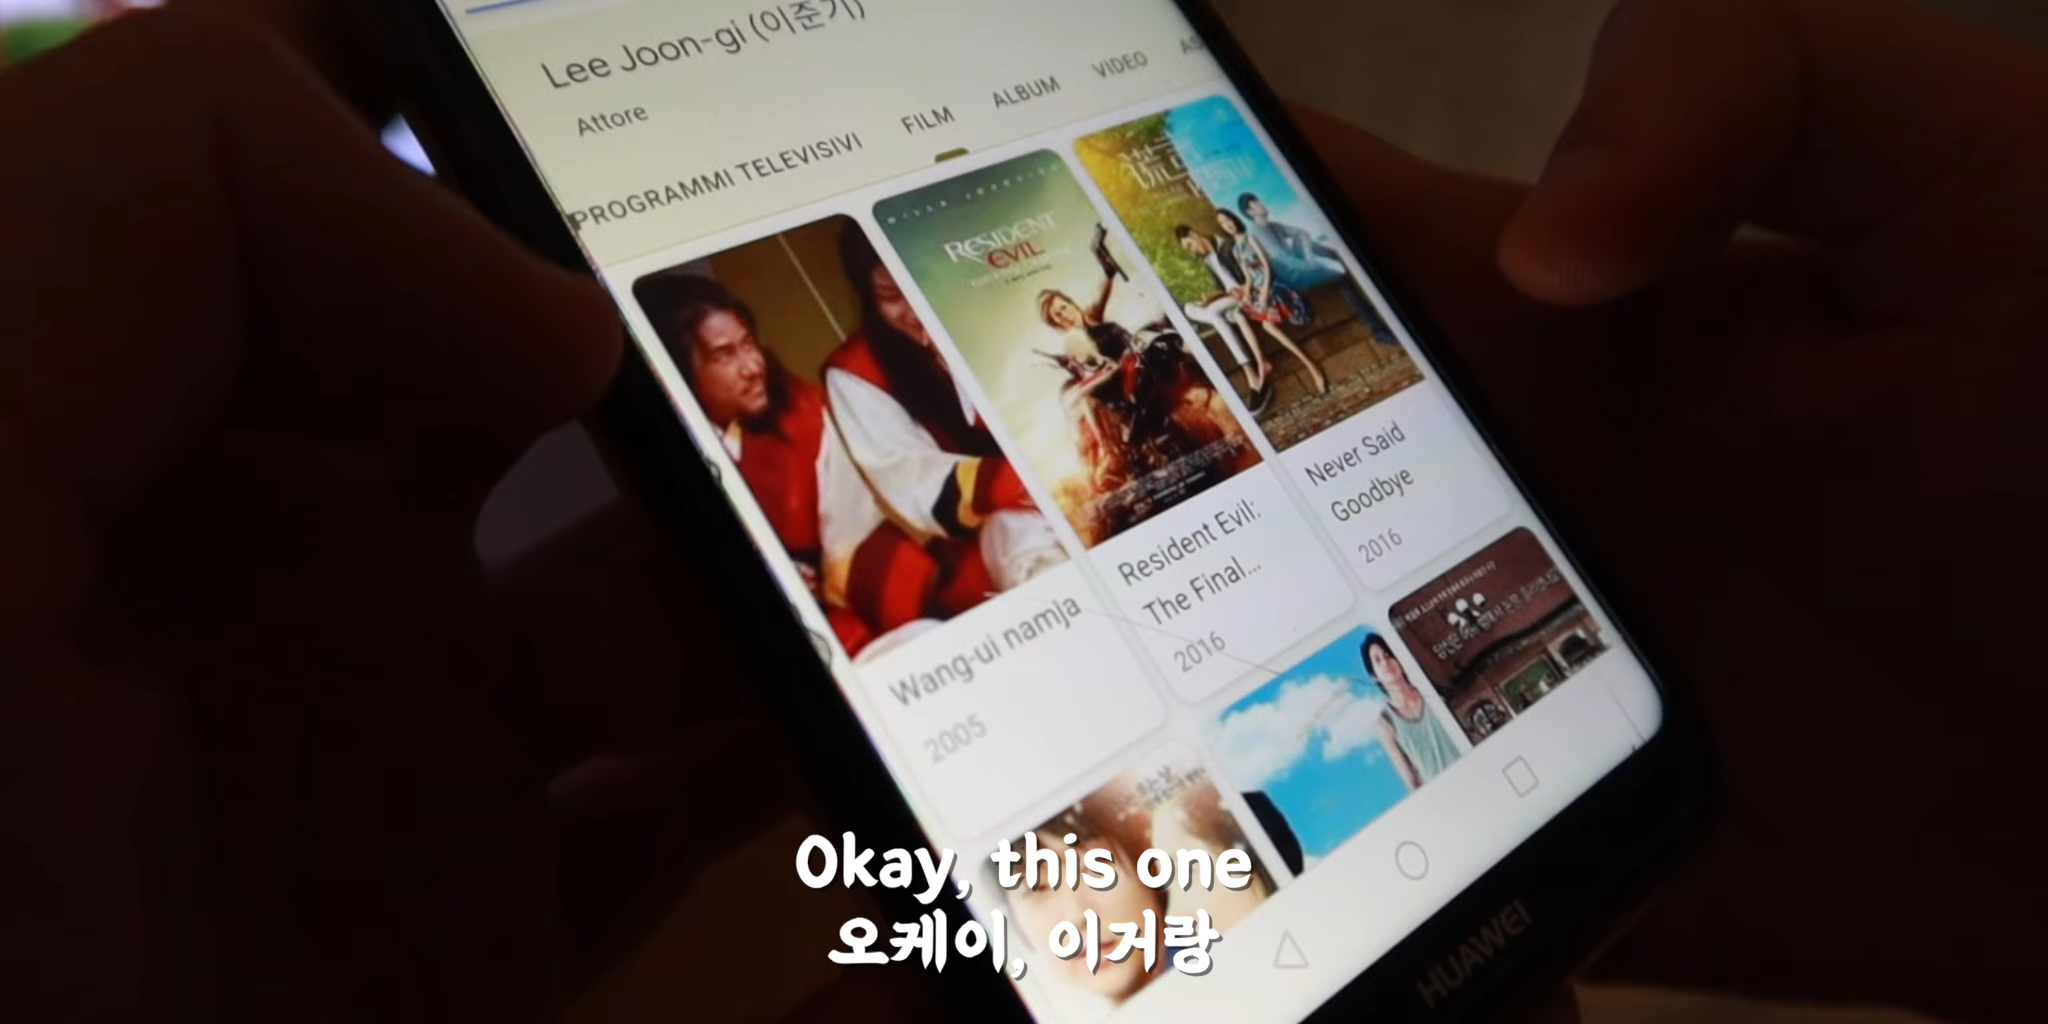 Lee Joon-gi (이준기)
Attore
PROGRAMMI TELEVISIVI FILM ALBUM VIDEO AS
RESIDENT
EVIL
Wang-ui namja
2005
Resident Evil:
The Final...
2016
Never Said
Goodbye
2016
HUAWEI
Okay, this one
오케이, 이거랑